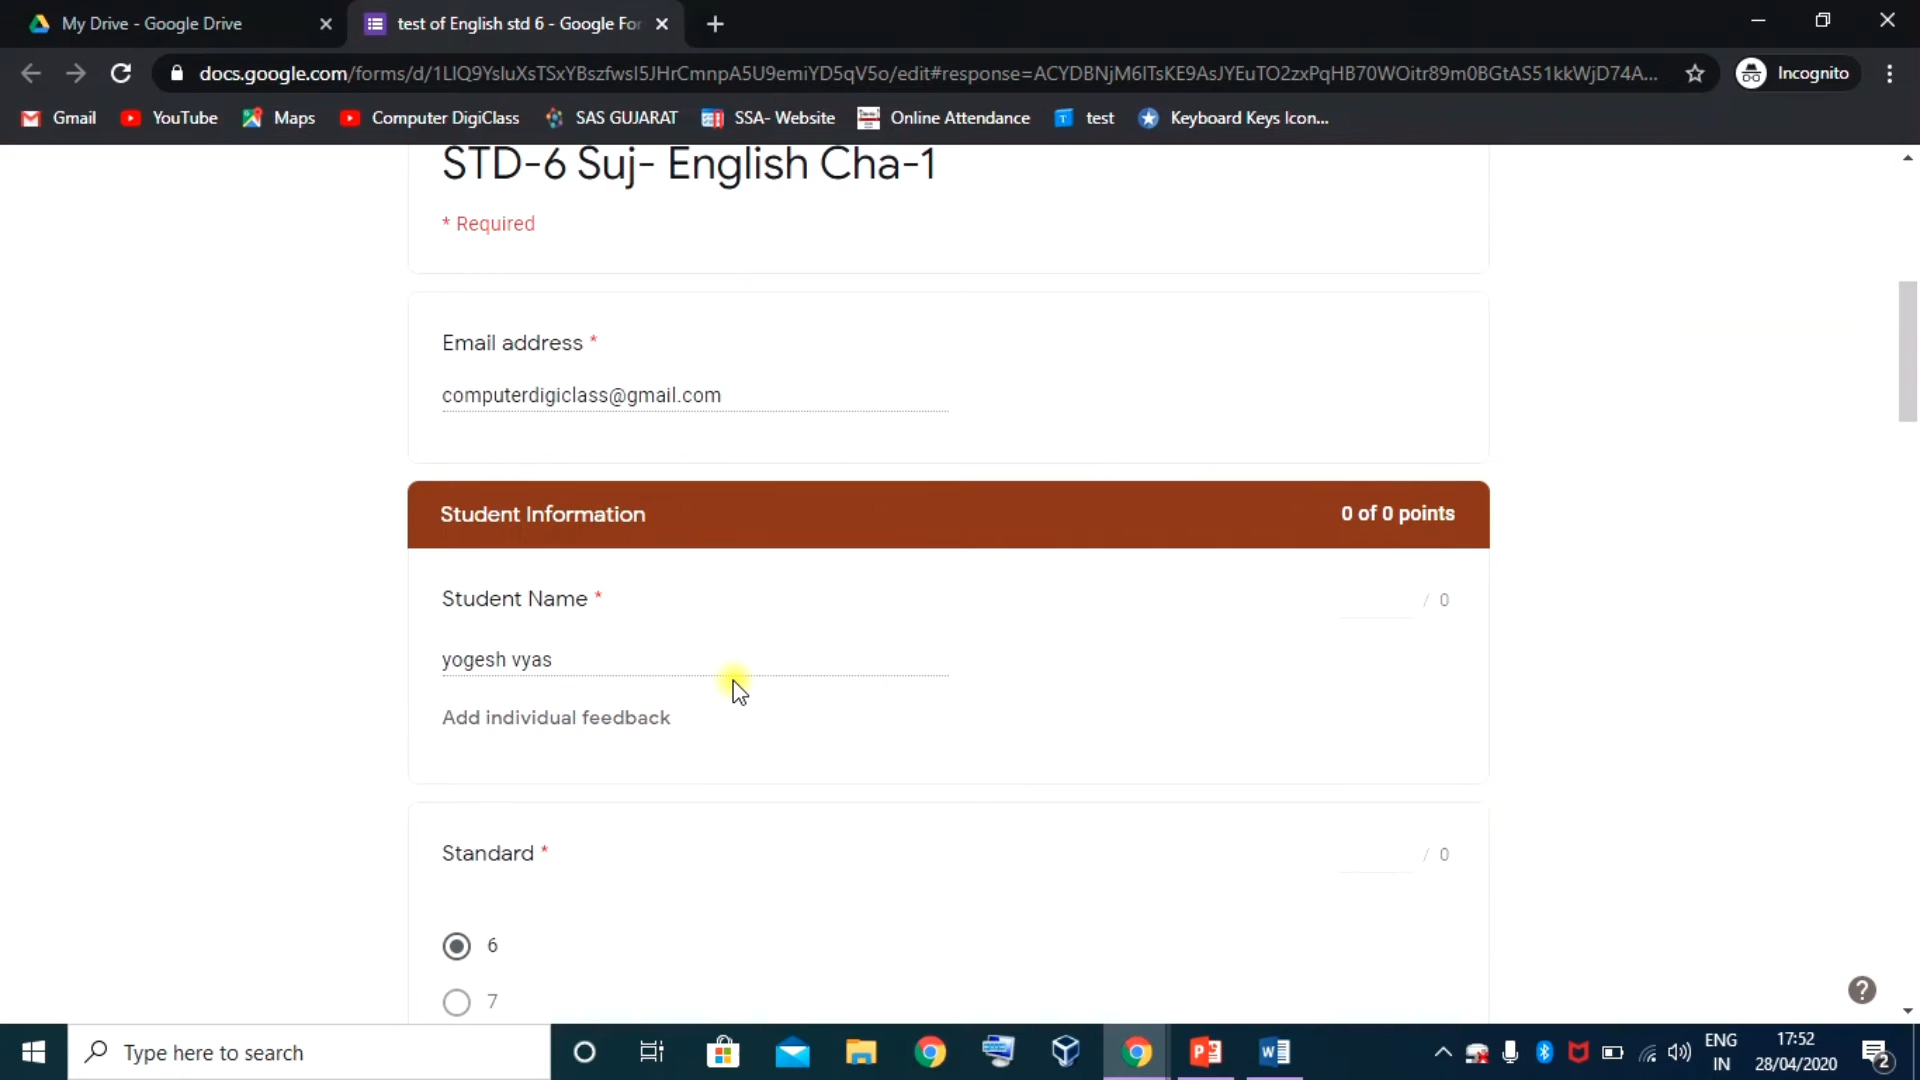 My Drive - Google Drive
test of English std 6 - Google For
docs.google.com/forms/d/1LIQ9YsluXsTSxYBszfwsI5JHrCmnpA5U9emiYD5qV5o/edit#response=ACYDBNjM6ITsKE9AsJYEuTO2zxPqHB70WOitr89m0BGtAS51kkWjD74A...
Incognito
Gmail
YouTube
Maps
Computer DigiClass
SAS GUJARAT
SSA- Website
Online Attendance
test
Keyboard Keys Icon...
STD-6 Suj- English Cha-1
* Required
Email address *
computerdigiclass@gmail.com
Student Information
0 of 0 points
Student Name *
/ 0
yogesh vyas
Add individual feedback
Standard *
/ 0
6
7
Type here to search
ENG
IN
17:52
28/04/2020
2